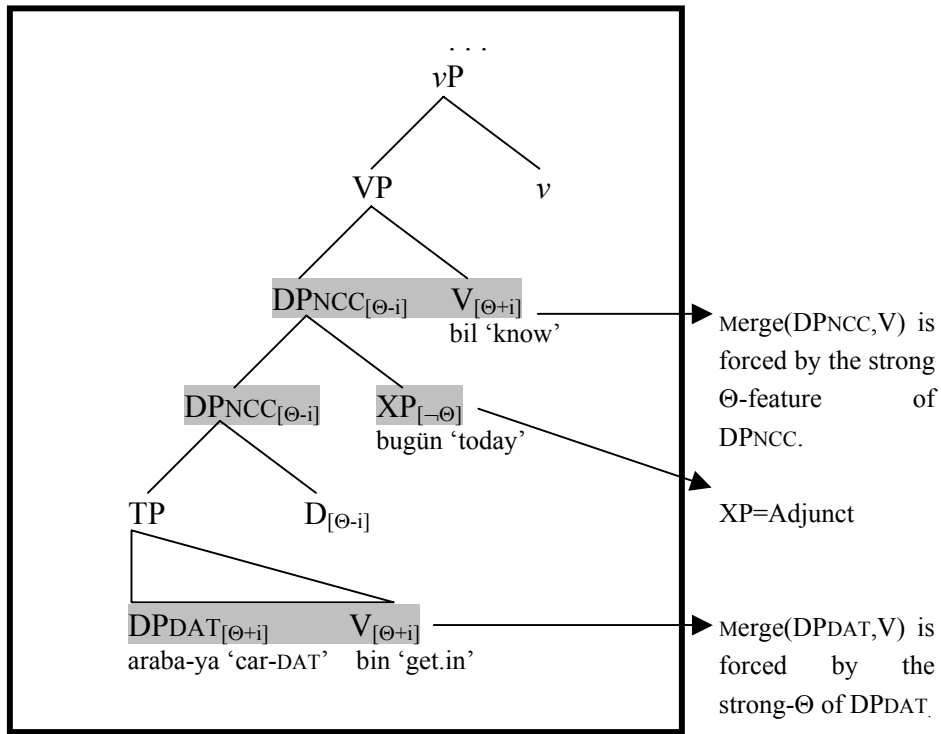 . . .
vP
VP v
DPNCC[Θ-i] V[Θ+i]
bil ‘know’
DPNCC[Θ-i] XP[¬Θ]
bugün ‘today’
TP D[Θ-i]
DPDAT[Θ+i] V[Θ+i]
araba-ya ‘car-DAT’ bin ‘get.in’
Merge(DPNCC,V) is
forced by the strong
Θ-feature of
DPNCC.
XP=Adjunct
Merge(DPDAT,V) is
forced by the
strong-Θ of DPDAT.